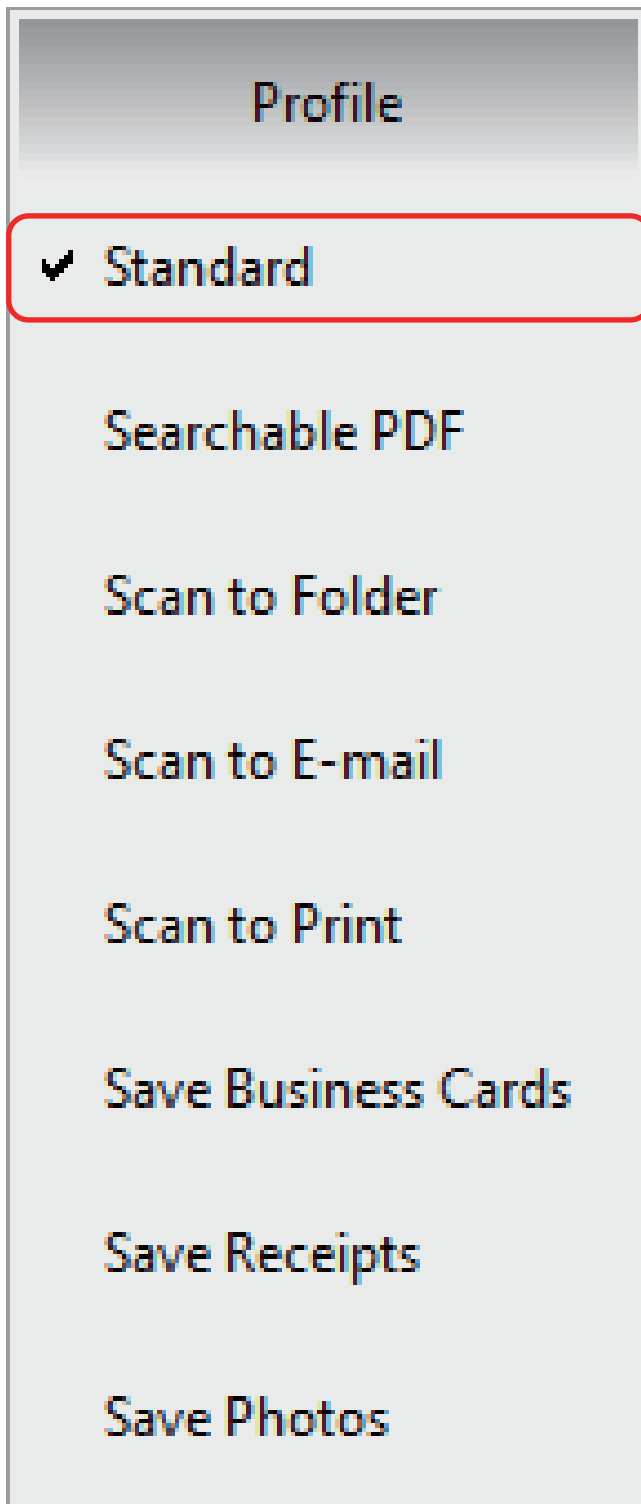 Profile
Standard
Searchable PDF
Scan to Folder
Scan to E-mail
Scan to Print
Save Business Cards
Save Receipts
Save Photos